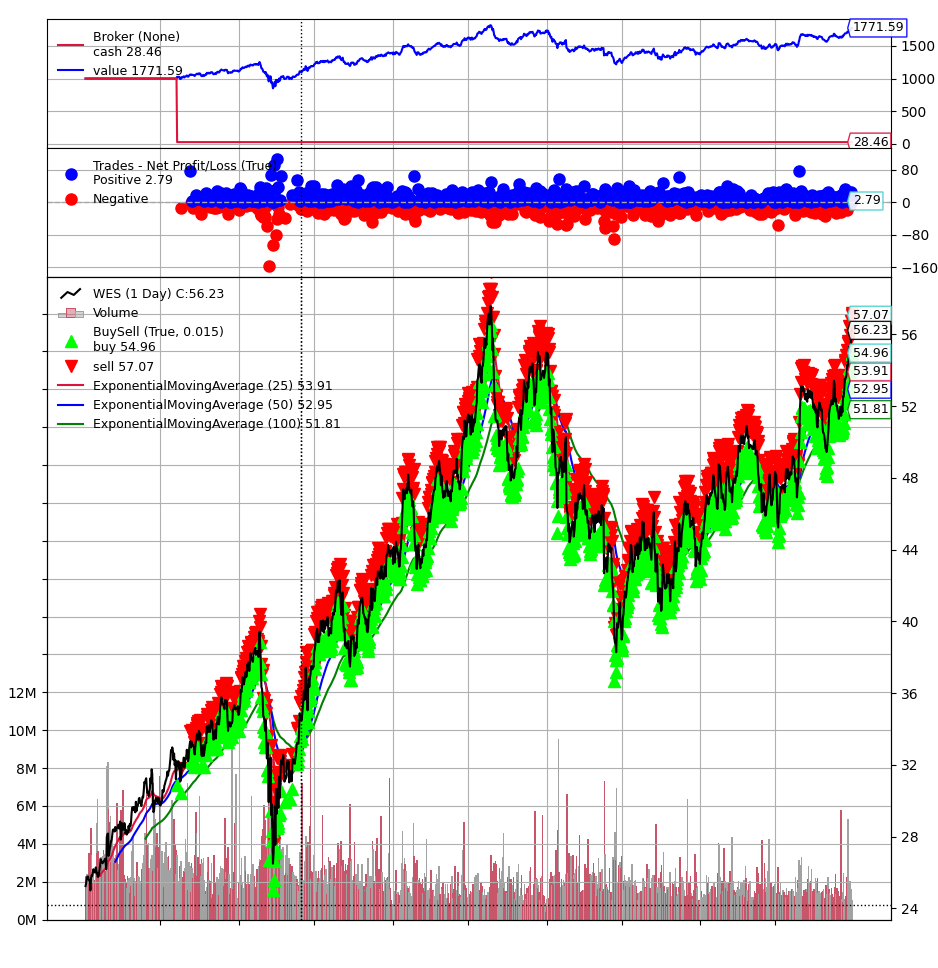 Broker (None)
cash 28.46
value 1771.59
1771.59
1500
1000
500
28.46
0
Trades - Net Profit/Loss (True)
Positive 2.79
Negative
80
2.79
0
−80
−160
WES (1 Day) C:56.23
Volume
BuySell (True, 0.015)
buy 54.96
sell 57.07
ExponentialMovingAverage (25) 53.91
ExponentialMovingAverage (50) 52.95
ExponentialMovingAverage (100) 51.81
57.07
56.23
56
54.96
53.91
52.95
52
51.81
48
44
40
36
32
28
24
12M
10M
8M
6M
4M
2M
0M